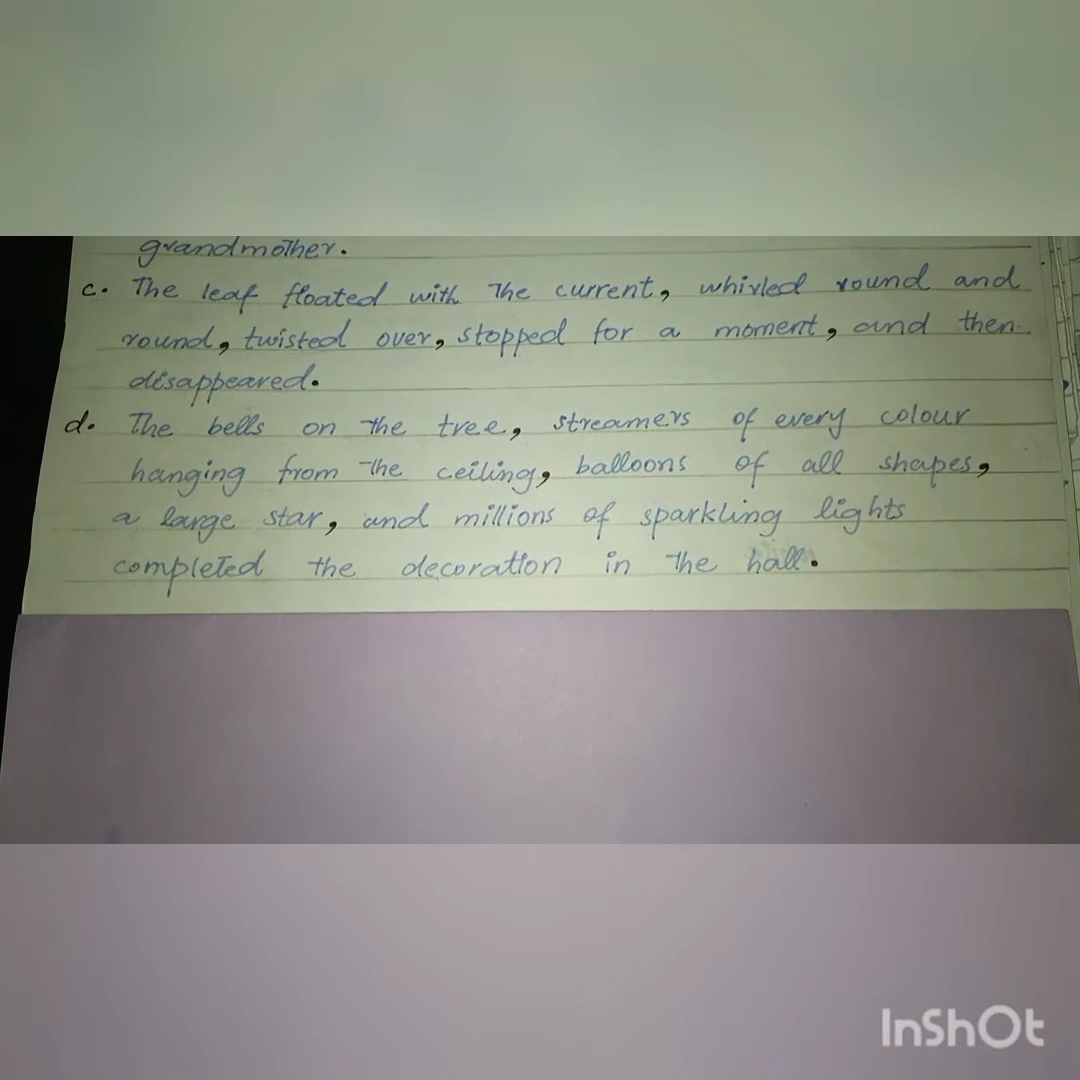 grandmother.
c. The leaf floated with the current, whirled round and
round, twisted over, stopped for a moment, and then
disappeared.
d. The bells on the tree, streamers of every colour
hanging from the ceiling, balloons of all shapes,
a large star, and millions of sparkling lights
completed the decoration in the hall.
InShOt